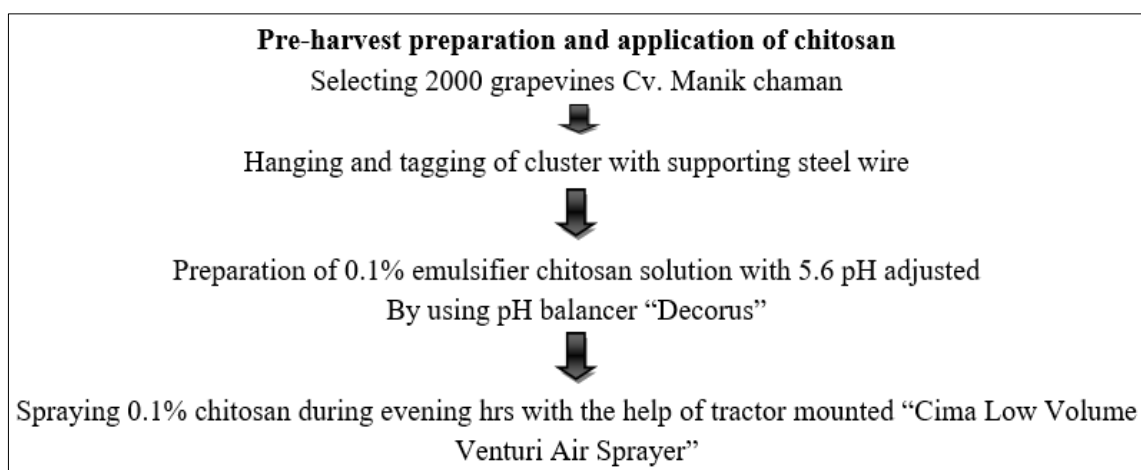 Pre-harvest preparation and application of chitosan
Selecting 2000 grapevines Cv. Manik chaman
Hanging and tagging of cluster with supporting steel wire
Preparation of 0.1% emulsifier chitosan solution with 5.6 pH adjusted
By using pH balancer “Decorus”
Spraying 0.1% chitosan during evening hrs with the help of tractor mounted “Cima Low Volume
Venturi Air Sprayer”